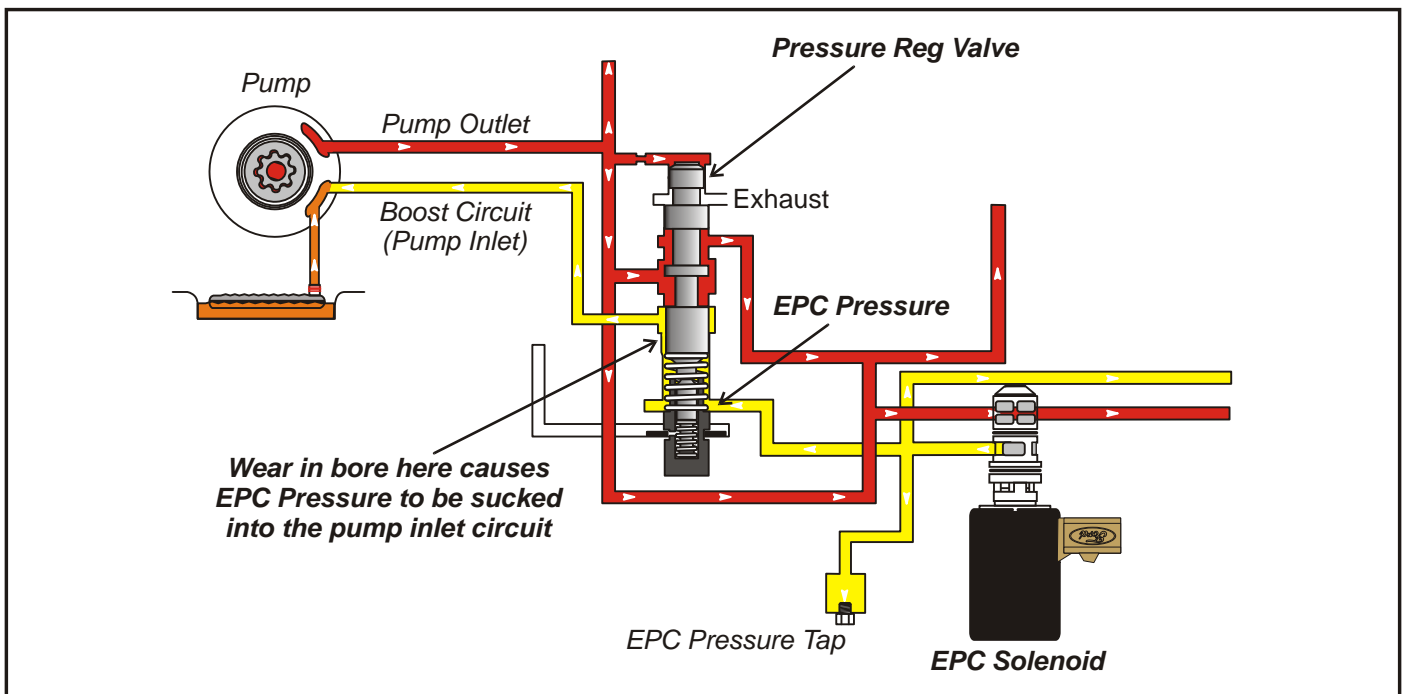 Pressure Reg Valve
Pump
Pump Outlet
Exhaust
Boost Circuit
(Pump Inlet)
EPC Pressure
Wear in bore here causes
EPC Pressure to be sucked
into the pump inlet circuit
EPC Pressure Tap
EPC Solenoid